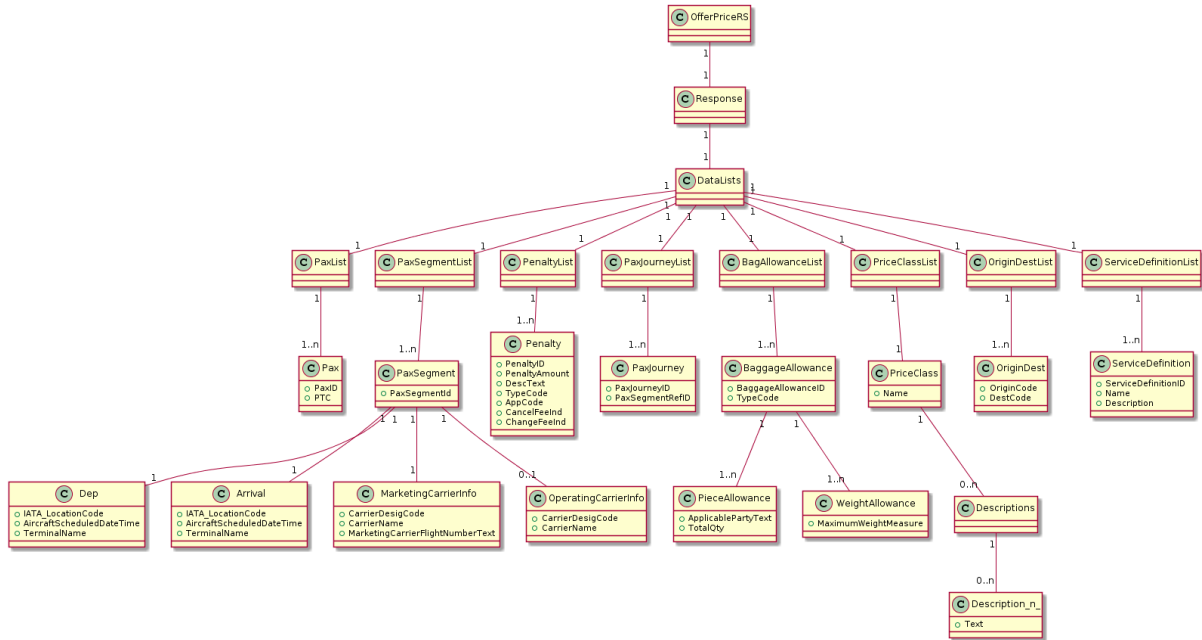 C OfferPriceRS
1
1
C Response
1
1
C DataLists
1 1 1 1 1 1 1 1
1 1 1 1 1 1 1 1
C PaxList C PaxSegmentList C PenaltyList C PaxJourneyList C BagAllowanceList C PriceClassList C OriginDestList C ServiceDefinitionList
1 1 1 1 1 1 1 1
1..n 1..n 1..n 1..n 1..n 1 1..n 1..n
C Pax
PaxID
PTC
C PaxSegment
PaxSegmentId
C Penalty
PenaltyID
PenaltyAmount
DescText
TypeCode
AppCode
CancelFeeInd
ChangeFeeInd
C PaxJourney
PaxJourneyID
PaxSegmentRefID
C BaggageAllowance
BaggageAllowanceID
TypeCode
C PriceClass
Name
C OriginDest
OriginCode
DestCode
C ServiceDefinition
ServiceDefinitionID
Name
Description
1 1 1 1 1 1 1
1 1 1 0..1 1..n 1..n 0..n
C Dep
IATA_LocationCode
AircraftScheduledDateTime
TerminalName
C Arrival
IATA_LocationCode
AircraftScheduledDateTime
TerminalName
C MarketingCarrierInfo
CarrierDesigCode
CarrierName
MarketingCarrierFlightNumberText
C OperatingCarrierInfo
CarrierDesigCode
CarrierName
C PieceAllowance
ApplicablePartyText
TotalQty
C WeightAllowance
MaximumWeightMeasure
C Descriptions
1
0..n
C Description_n_
Text